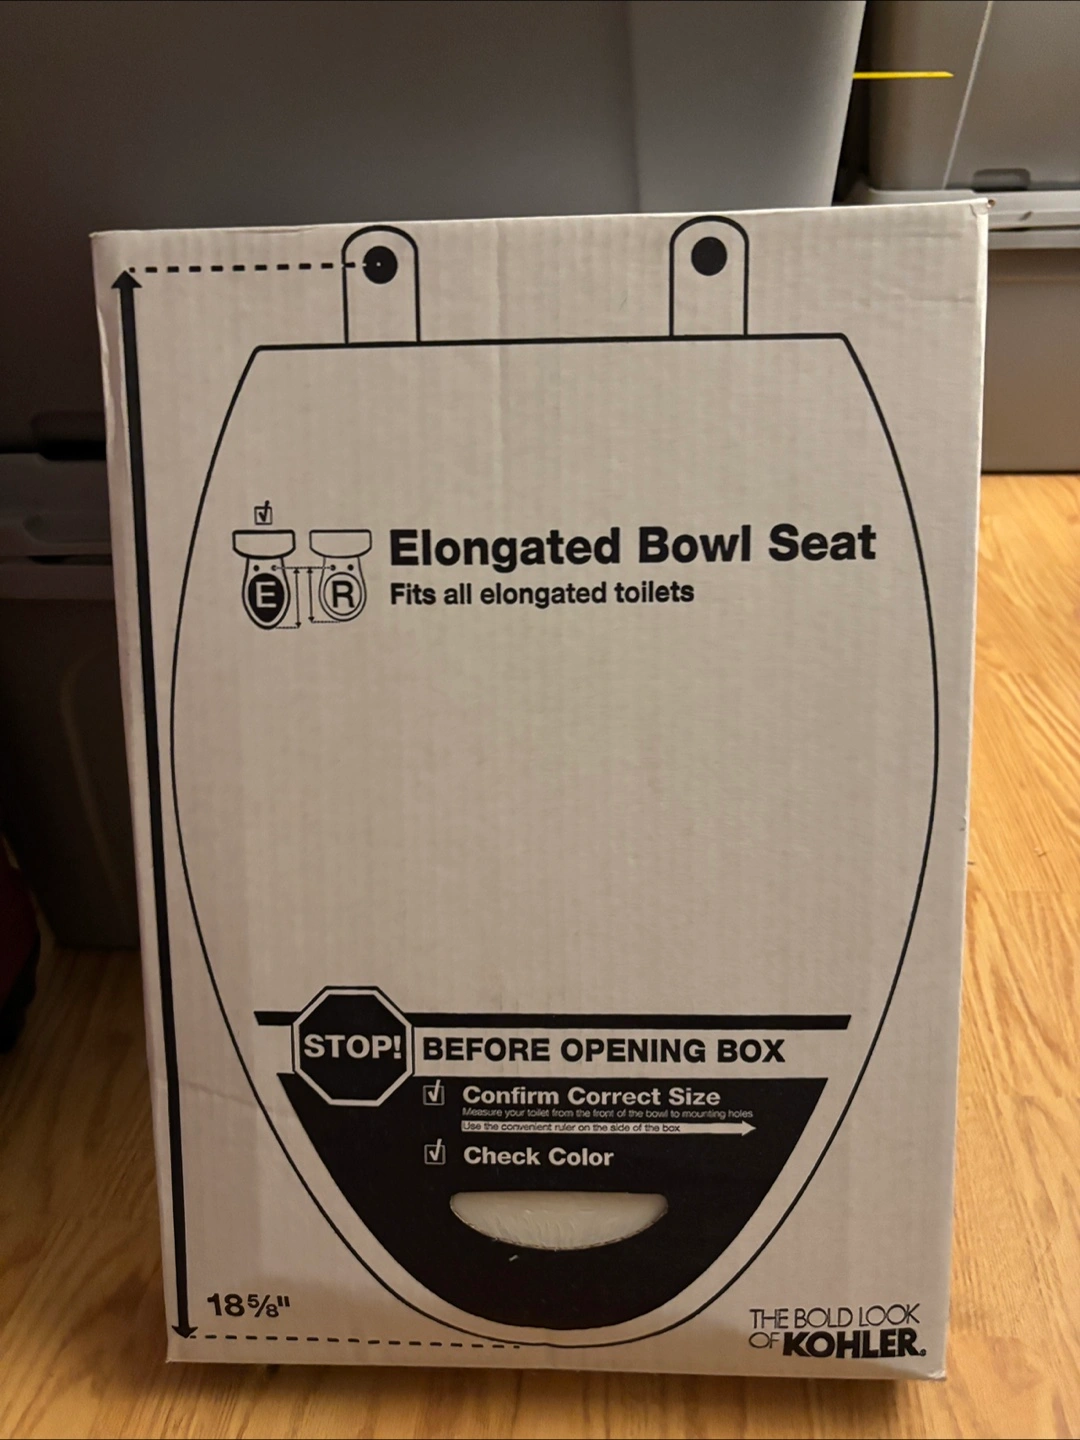 E R
Elongated Bowl Seat
Fits all elongated toilets
STOP!
BEFORE OPENING BOX
Confirm Correct Size
Measure your toilet from the front of the bowl to mounting holes
Use the convenient ruler on the side of the box
Check Color
18 5/8"
THE BOLD LOOK
OF KOHLER®